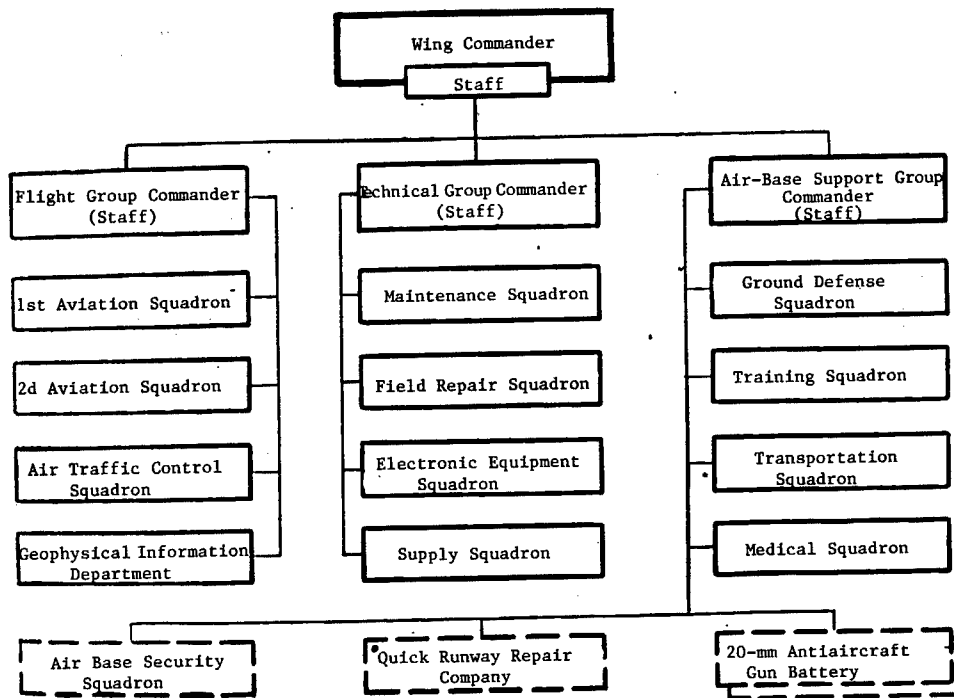 Wing Commander
Staff
Flight Group Commander
(Staff)
1st Aviation Squadron
2d Aviation Squadron
Air Traffic Control
Squadron
Geophysical Information
Department
Technical Group Commander
(Staff)
Maintenance Squadron
Field Repair Squadron
Electronic Equipment
Squadron
Supply Squadron
Air-Base Support Group
Commander
(Staff)
Ground Defense
Squadron
Training Squadron
Transportation
Squadron
Medical Squadron
Air Base Security
Squadron
Quick Runway Repair
Company
20-mm Antiaircraft
Gun Battery